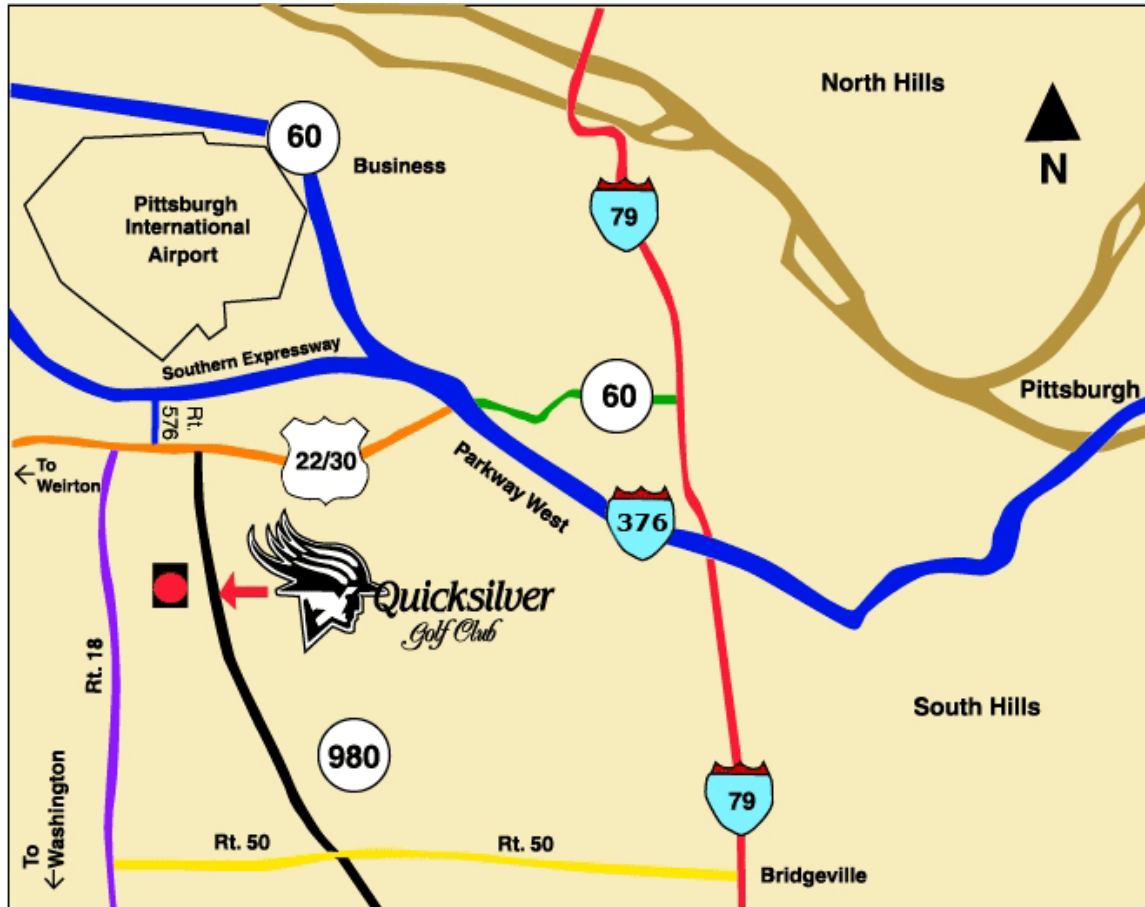 North Hills
60
Business
N
Pittsburgh
International
Airport
79
Southern Expressway
60
Pittsburgh
Rt.
576
22/30
To
Weirton
Parkway West
376
Quicksilver
Golf Club
Rt. 18
South Hills
980
79
Rt. 50
Rt. 50
To
Washington
Bridgeville